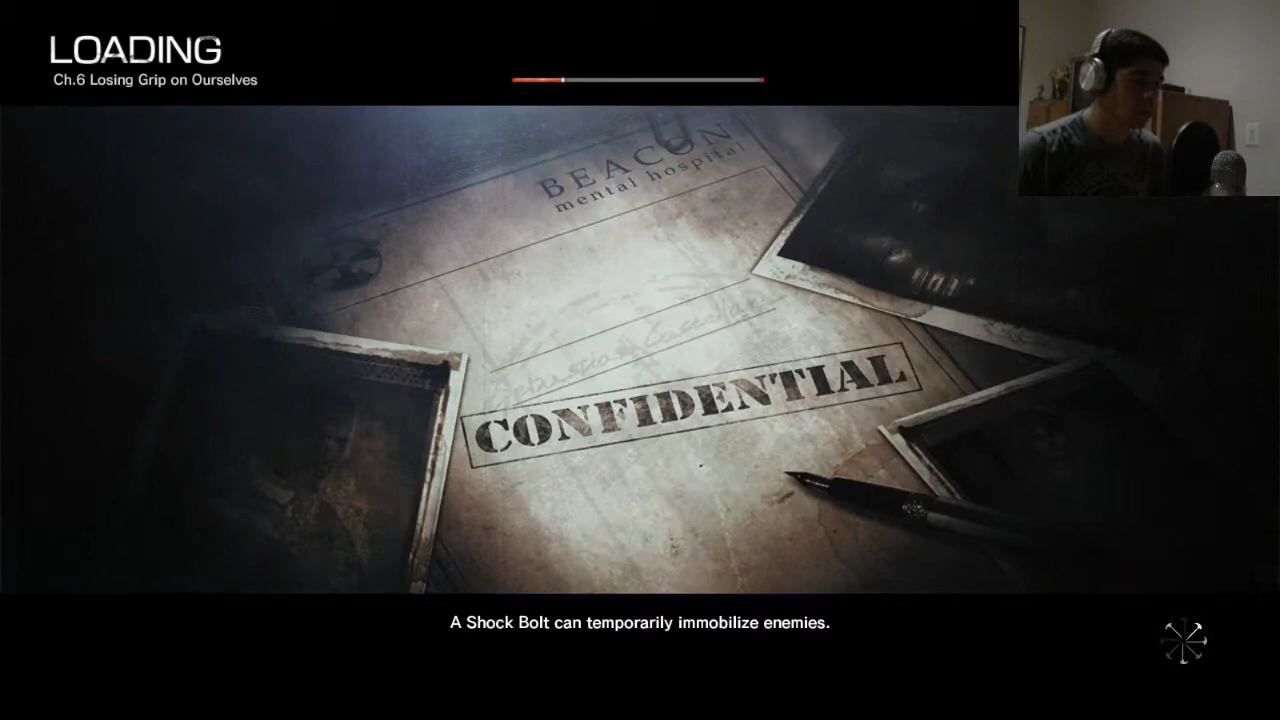 LOADING
Ch.6 Losing Grip on Ourselves
BEACON
mental hospital
CONFIDENTIAL
A Shock Bolt can temporarily immobilize enemies.